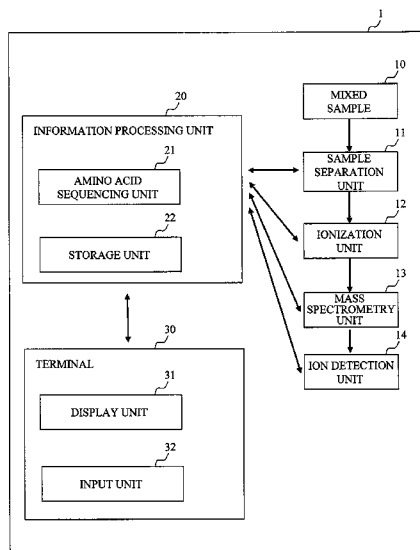 1
10
MIXED
SAMPLE
20
INFORMATION PROCESSING UNIT
11
SAMPLE
SEPARATION
UNIT
21
AMINO ACID
SEQUENCING UNIT
12
IONIZATION
UNIT
22
STORAGE UNIT
13
MASS
SPECTROMETRY
UNIT
14
ION DETECTION
UNIT
30
TERMINAL
31
DISPLAY UNIT
32
INPUT UNIT